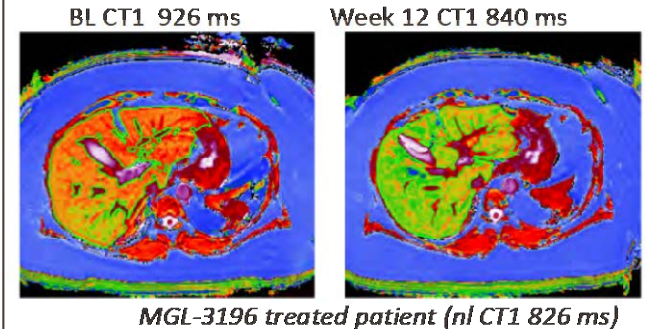 BL CT1 926 ms
Week 12 CT1 840 ms
MGL-3196 treated patient (nl CT1 826 ms)